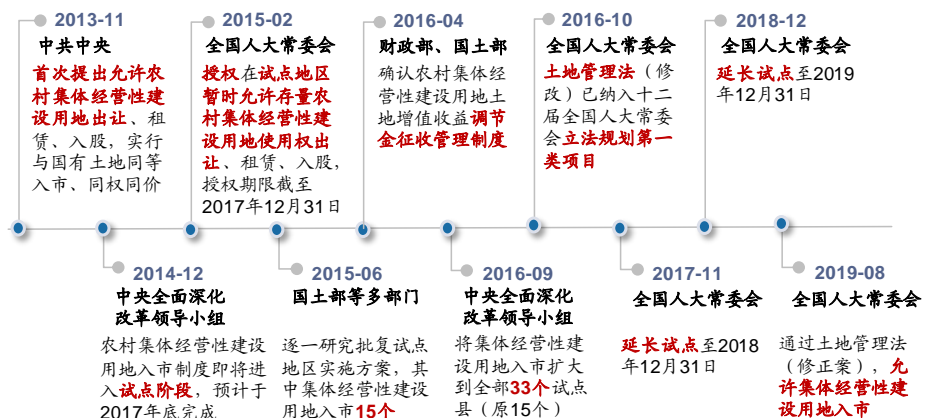 2013-11
中共中央
首次提出允许农
村集体经营性建
设用地出让、租
赁、入股，实行
与国有土地同等
入市、同权同价
2015-02
全国人大常委会
授权在试点地区
暂时允许存量农
村集体经营性建
设用地使用权出
让、租赁、入股，
授权期限截至
2017年12月31日
2016-04
财政部、国土部
确认农村集体经
营性建设用地土
地增值收益调节
金征收管理制度
2016-10
全国人大常委会
土地管理法（修
改）已纳入十二
届全国人大常委
会立法规划第一
类项目
2018-12
全国人大常委会
延长试点至2019
年12月31日
2014-12
中央全面深化
改革领导小组
农村集体经营性建设
用地入市制度即将进
入试点阶段，预计于
2017年底完成
2015-06
国土部等多部门
逐一研究批复试点
地区实施方案，其
中集体经营性建设
用地入市15个
2016-09
中央全面深化
改革领导小组
将集体经营性建
设用地入市扩大
到全部33个试点
县（原15个）
2017-11
全国人大常委会
延长试点至2018
年12月31日
2019-08
全国人大常委会
通过土地管理法
（修正案），允
许集体经营性建
设用地入市